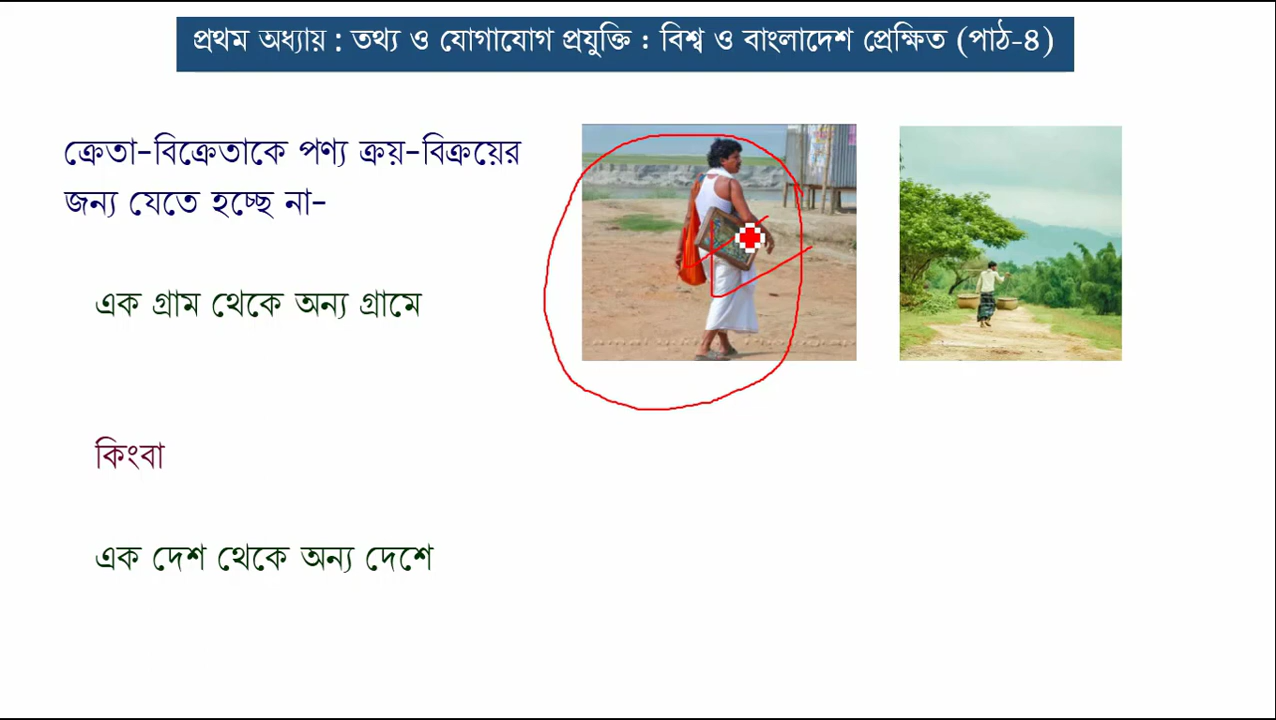 প্রথম অধ্যায় : তথ্য ও যোগাযোগ প্রযুক্তি : বিশ্ব ও বাংলাদেশ প্রেক্ষিত (পাঠ-৪)
ক্রেতা-বিক্রেতাকে পণ্য ক্রয়-বিক্রয়ের
জন্য যেতে হচ্ছে না-
এক গ্রাম থেকে অন্য গ্রামে
কিংবা
এক দেশ থেকে অন্য দেশে